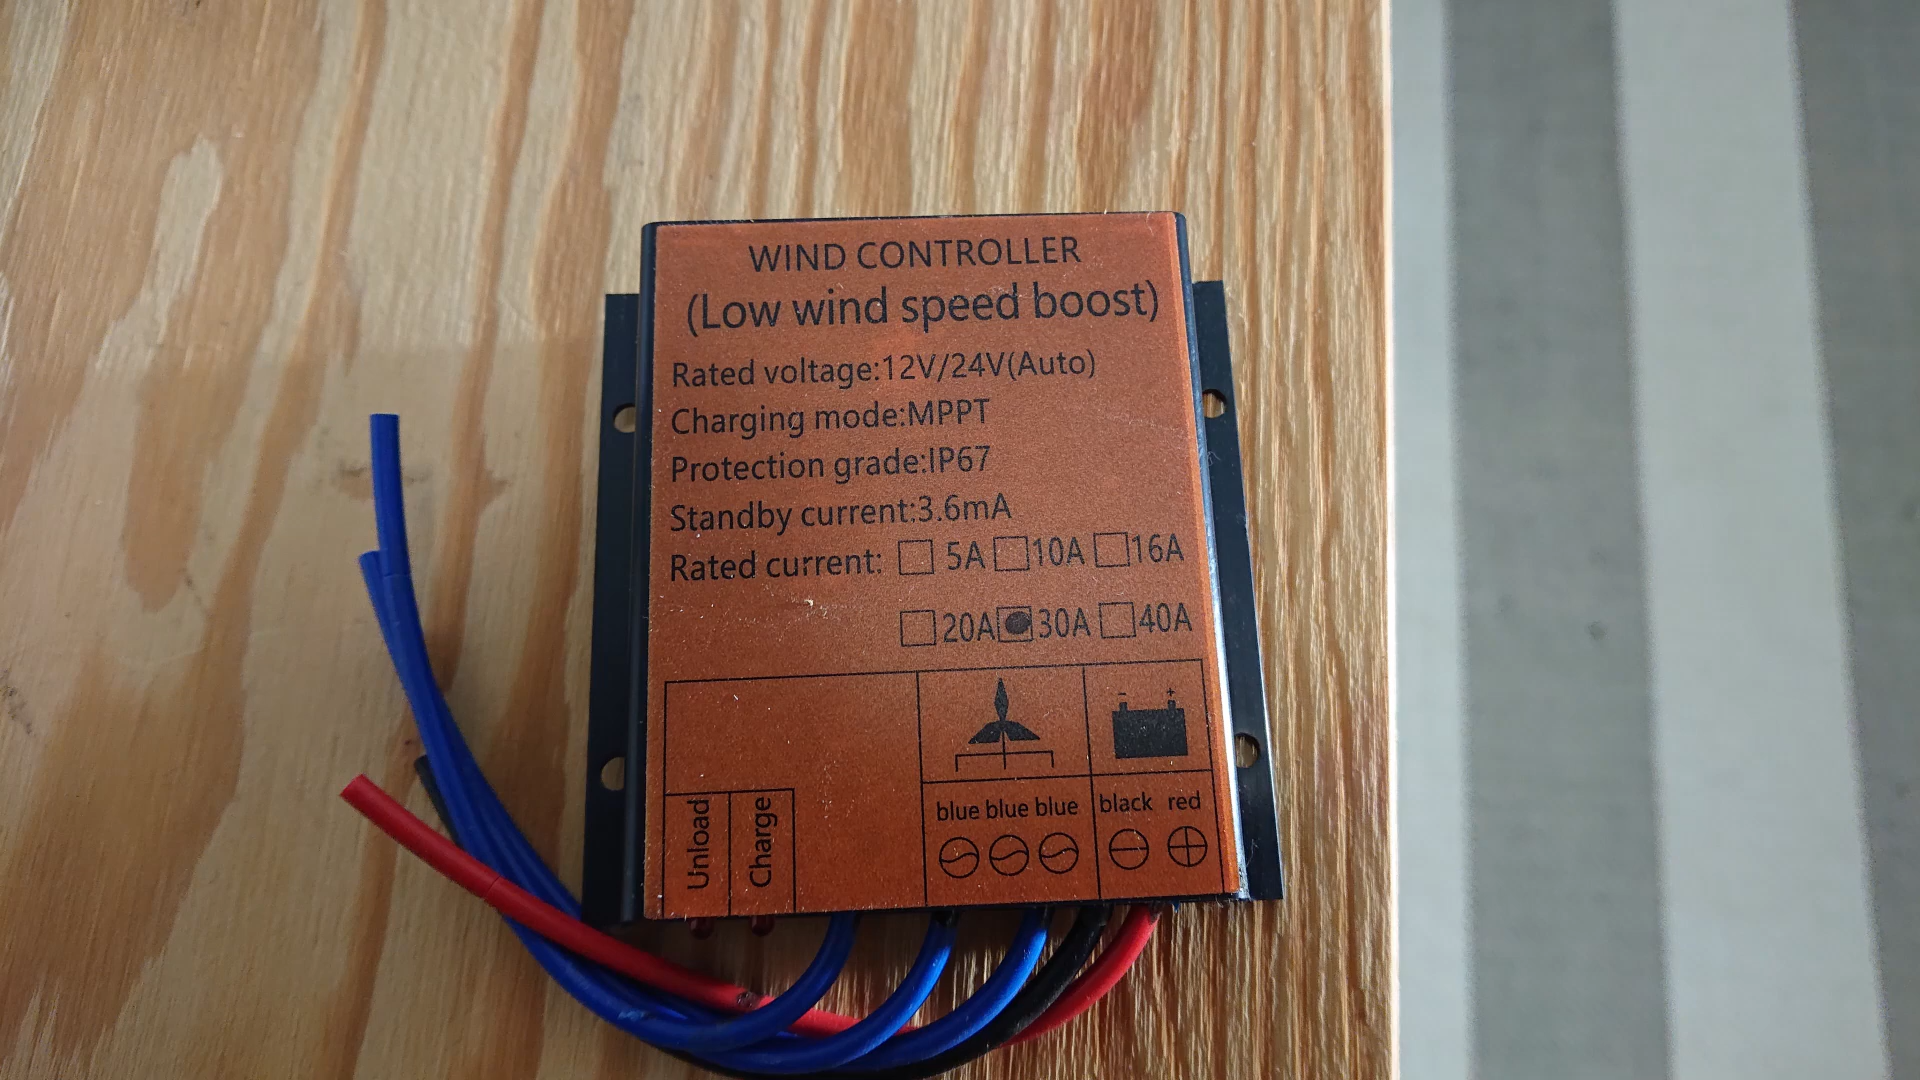 WIND CONTROLLER
(Low wind speed boost)
Rated voltage:12V/24V(Auto)
Charging mode:MPPT
Protection grade:IP67
Standby current:3.6mA
Rated current: 5A 10A 16A
20A 30A 40A
- +
blue blue blue black red
Unload
Charge